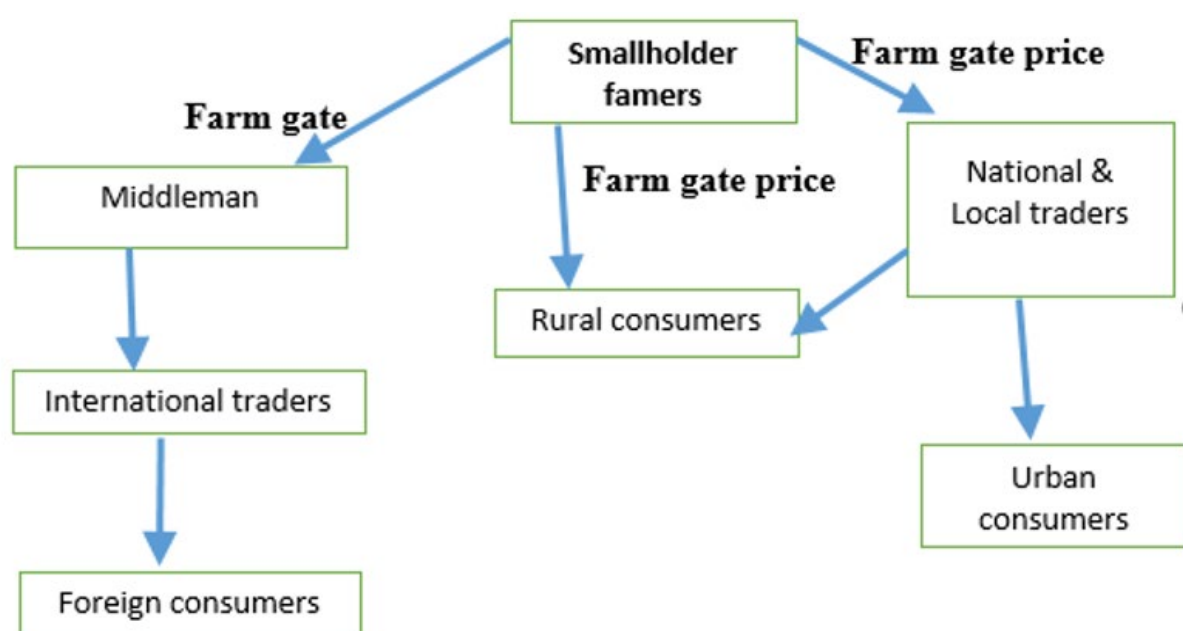 Smallholder
famers
Farm gate price
Farm gate
Middleman
Farm gate price
National &
Local traders
Rural consumers
International traders
Urban
consumers
Foreign consumers